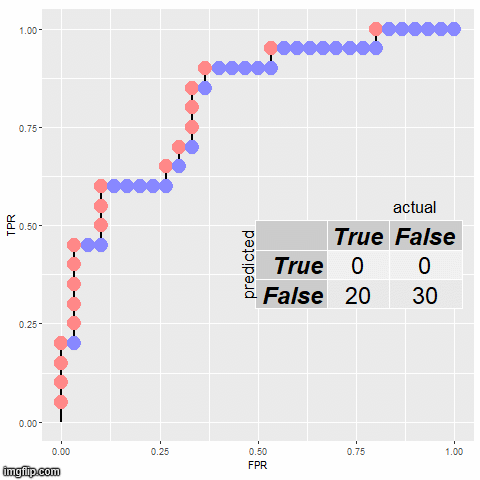 1.00
0.75
0.50
0.25
0.00
TPR
0.00 0.25 0.50 0.75 1.00
FPR
actual
predicted
True False
True 0 0
False 20 30
imgflip.com